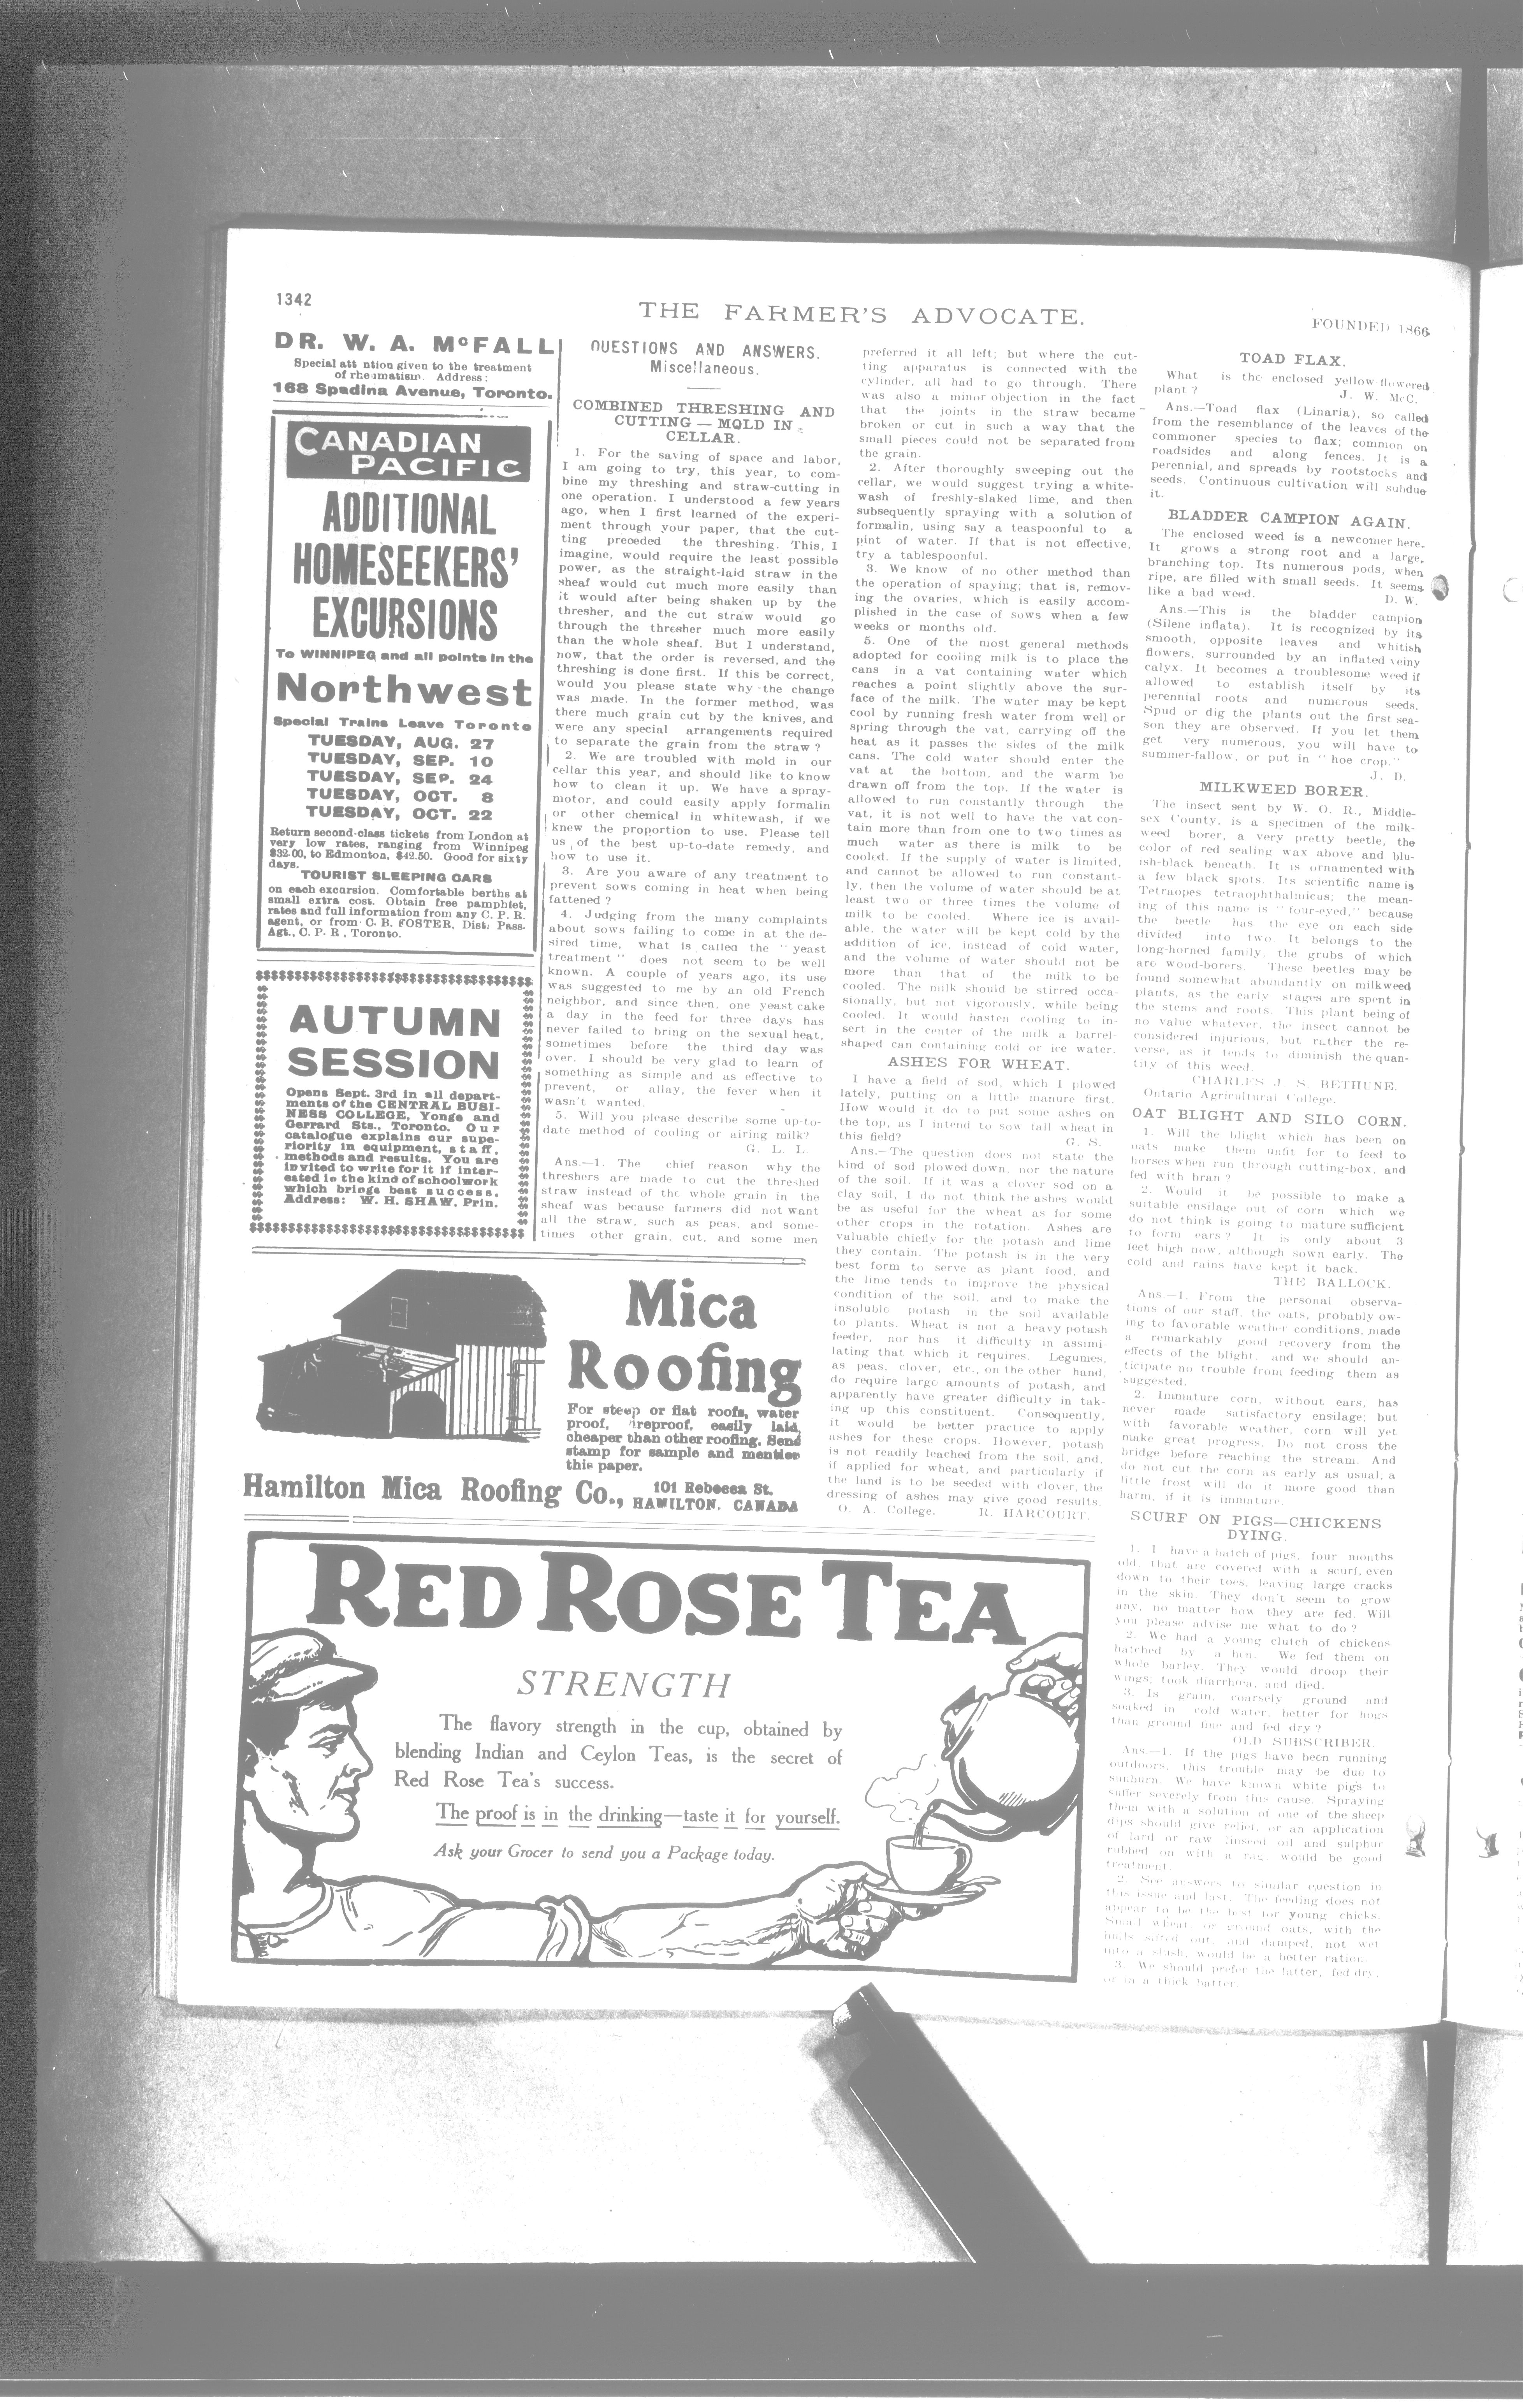 1342
THE FARMER'S ADVOCATE.
FOUNDED 1866
DR. W. A. McFALL
Special att ntion given to the treatment
of rheumatism. Address:
168 Spadina Avenue, Toronto.
CANADIAN
PACIFIC
ADDITIONAL
HOMESEEKERS'
EXCURSIONS
To WINNIPEG and all points in the
Northwest
Special Trains Leave Toronto
TUESDAY, AUG. 27
TUESDAY, SEP. 10
TUESDAY, SEP. 24
TUESDAY, OCT. 8
TUESDAY, OCT. 22
Return second-class tickets from London at
very low rates, ranging from Winnipeg
$32.00, to Edmonton, $42.50. Good for sixty
days.
TOURIST SLEEPING CARS
on each excursion. Comfortable berths at
small extra cost. Obtain free pamphlet,
rates and full information from any C. P. R.
agent, or from C. B. FOSTER, Dist. Pass.
Agt., C. P. R., Toronto.
AUTUMN
SESSION
Opens Sept. 3rd in all depart-
ments of the CENTRAL BUSI-
NESS COLLEGE, Yonge and
Gerrard Sts., Toronto. Our
catalogue explains our supe-
riority in equipment, staff,
methods and results. You are
invited to write for it if inter-
ested in the kind of schoolwork
which brings best success.
Address: W. H. SHAW, Prin.
QUESTIONS AND ANSWERS.
Miscellaneous.
COMBINED THRESHING AND
CUTTING — MOLD IN
CELLAR.
1. For the saving of space and labor,
I am going to try, this year, to com-
bine my threshing and straw-cutting in
one operation. I understood a few years
ago, when I first learned of the experi-
ment through your paper, that the cut-
ting preceded the threshing. This, I
imagine, would require the least possible
power, as the straight-laid straw in the
sheaf would cut much more easily than
it would after being shaken up by the
thresher, and the cut straw would go
through the thresher much more easily
than the whole sheaf. But I understand,
now, that the order is reversed, and the
threshing is done first. If this be correct,
would you please state why the change
was made. In the former method, was
there much grain cut by the knives, and
were any special arrangements required
to separate the grain from the straw?
2. We are troubled with mold in our
cellar this year, and should like to know
how to clean it up. We have a spray-
motor, and could easily apply formalin
or other chemical in whitewash, if we
knew the proportion to use. Please tell
us of the best up-to-date remedy, and
how to use it.
3. Are you aware of any treatment to
prevent sows coming in heat when being
fattened?
4. Judging from the many complaints
about sows failing to come in at the de-
sired time, what is called the "yeast
treatment" does not seem to be well
known. A couple of years ago, its use
was suggested to me by an old French
neighbor, and since then, one yeast cake
a day in the feed for three days has
never failed to bring on the sexual heat,
sometimes before the third day was
over. I should be very glad to learn of
something as simple and as effective to
prevent, or allay, the fever when it
wasn't wanted.
5. Will you please describe some up-to-
date method of cooling or airing milk?
G. L. L.
Ans.—1. The chief reason why the
threshers are made to cut the threshed
straw instead of the whole grain in the
sheaf was because farmers did not want
all the straw, such as peas, and some-
times other grain, cut, and some men
preferred it all left; but where the cut-
ting apparatus is connected with the
cylinder, all had to go through. There
was also a minor objection in the fact
that the joints in the straw became
broken or cut in such a way that the
small pieces could not be separated from
the grain.
2. After thoroughly sweeping out the
cellar, we would suggest trying a white-
wash of freshly-slaked lime, and then
subsequently spraying with a solution of
formalin, using say a teaspoonful to a
pint of water. If that is not effective,
try a tablespoonful.
3. We know of no other method than
the operation of spaying; that is, remov-
ing the ovaries, which is easily accom-
plished in the case of sows when a few
weeks or months old.
5. One of the most general methods
adopted for cooling milk is to place the
cans in a vat containing water which
reaches a point slightly above the sur-
face of the milk. The water may be kept
cool by running fresh water from well or
spring through the vat, carrying off the
heat as it passes the sides of the milk
cans. The cold water should enter the
vat at the bottom, and the warm be
drawn off from the top. If the water is
allowed to run constantly through the
vat, it is not well to have the vat con-
tain more than from one to two times as
much water as there is milk to be
cooled. If the supply of water is limited,
and cannot be allowed to run constant-
ly, then the volume of water should be at
least two or three times the volume of
milk to be cooled. Where ice is avail-
able, the water will be kept cold by the
addition of ice, instead of cold water,
and the volume of water should not be
more than that of the milk to be
cooled. The milk should be stirred occa-
sionally, but not vigorously, while being
cooled. It would hasten cooling to in-
sert in the center of the milk a barrel-
shaped can containing cold or ice water.
ASHES FOR WHEAT.
I have a field of sod, which I plowed
lately, putting on a little manure first.
How would it do to put some ashes on
the top, as I intend to sow fall wheat in
this field?
G. S.
Ans.—The question does not state the
kind of sod plowed down, nor the nature
of the soil. If it was a clover sod on a
clay soil, I do not think the ashes would
be as useful for the wheat as for some
other crops in the rotation. Ashes are
valuable chiefly for the potash and lime
they contain. The potash is in the very
best form to serve as plant food, and
the lime tends to improve the physical
condition of the soil, and to make the
insoluble potash in the soil available
to plants. Wheat is not a heavy potash
feeder, nor has it difficulty in assimi-
lating that which it requires. Legumes,
as peas, clover, etc., on the other hand,
do require large amounts of potash, and
apparently have greater difficulty in tak-
ing up this constituent. Consequently,
it would be better practice to apply
ashes for these crops. However, potash
is not readily leached from the soil, and,
if applied for wheat, and particularly if
the land is to be seeded with clover, the
dressing of ashes may give good results.
O. A. College. R. HARCOURT.
TOAD FLAX.
What is the enclosed yellow-flowered
plant? J. W. McC.
Ans.—Toad flax (Linaria), so called
from the resemblance of the leaves of the
commoner species to flax; common on
roadsides and along fences. It is a
perennial, and spreads by rootstocks and
seeds. Continuous cultivation will subdue
it.
BLADDER CAMPION AGAIN.
The enclosed weed is a newcomer here.
It grows a strong root and a large,
branching top. Its numerous pods, when
ripe, are filled with small seeds. It seems
like a bad weed. D. W.
Ans.—This is the bladder campion
(Silene inflata). It is recognized by its
smooth, opposite leaves and whitish
flowers, surrounded by an inflated veiny
calyx. It becomes a troublesome weed if
allowed to establish itself by its
perennial roots and numerous seeds.
Spud or dig the plants out the first sea-
son they are observed. If you let them
get very numerous, you will have to
summer-fallow, or put in "hoe crop."
J. D.
MILKWEED BORER.
The insect sent by W. O. R., Middle-
sex County, is a specimen of the milk-
weed borer, a very pretty beetle, the
color of red sealing wax above and blu-
ish-black beneath. It is ornamented with
a few black spots. Its scientific name is
Tetraopes tetraophthalmicus; the mean-
ing of this name is "four-eyed," because
the beetle has the eye on each side
divided into two. It belongs to the
long-horned family, the grubs of which
are wood-borers. These beetles may be
found somewhat abundantly on milkweed
plants, as the early stages are spent in
the stems and roots. This plant being of
no value whatever, the insect cannot be
considered injurious, but rather the re-
verse, as it tends to diminish the quan-
tity of this weed.
CHARLES J. S. BETHUNE.
Ontario Agricultural College.
OAT BLIGHT AND SILO CORN.
1. Will the blight which has been on
oats make them unfit for to feed to
horses when run through cutting-box, and
fed with bran?
2. Would it be possible to make a
suitable ensilage out of corn which we
do not think is going to mature sufficient
to form ears? It is only about 3
feet high now, although sown early. The
cold and rains have kept it back.
THE BALLOCK.
Ans.—1. From the personal observa-
tions of our staff, the oats, probably ow-
ing to favorable weather conditions, made
a remarkably good recovery from the
effects of the blight, and we should an-
ticipate no trouble from feeding them as
suggested.
2. Immature corn, without ears, has
never made satisfactory ensilage; but
with favorable weather, corn will yet
make great progress. Do not cross the
bridge before reaching the stream. And
do not cut the corn as early as usual; a
little frost will do it more good than
harm, if it is immature.
SCURF ON PIGS—CHICKENS
DYING.
1. I have a batch of pigs, four months
old, that are covered with a scurf, even
down to their toes, leaving large cracks
in the skin. They don't seem to grow
any, no matter how they are fed. Will
you please advise me what to do?
2. We had a young clutch of chickens
hatched by a hen. We fed them on
whole barley. They would droop their
wings; took diarrhea, and died.
3. Is grain, coarsely ground and
soaked in cold water, better for hogs
than ground fine and fed dry?
OLD SUBSCRIBER.
Ans.—1. If the pigs have been running
outdoors, this trouble may be due to
sunburn. We have known white pigs to
suffer severely from this cause. Spraying
them with a solution of one of the sheep
dips should give relief, or an application
of lard or raw linseed oil and sulphur
rubbed on with a rag would be good
treatment.
2. See answers to similar question in
this issue and last. The feeding does not
appear to be the best for young chicks.
Small wheat, or ground oats, with the
hulls sifted out, and damped, not wet
into a slush, would be a better ration.
3. We should prefer the latter, fed dry,
or in a thick batter.
Mica
Roofing
For steep or flat roofs, water
proof, fireproof, easily laid,
cheaper than other roofing. Send
stamp for sample and mention
this paper.
Hamilton Mica Roofing Co.,
101 Rebecca St.
HAMILTON, CANADA
RED ROSE TEA
STRENGTH
The flavory strength in the cup, obtained by
blending Indian and Ceylon Teas, is the secret of
Red Rose Tea's success.
The proof is in the drinking—taste it for yourself.
Ask your Grocer to send you a Package today.